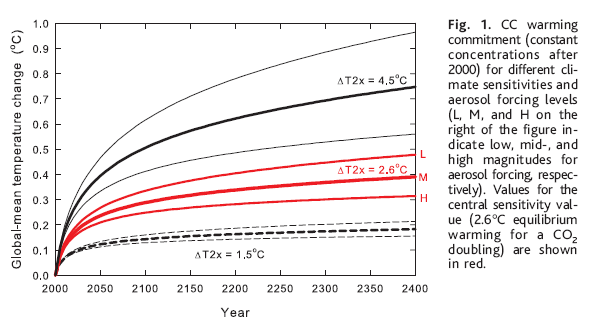 1.0
0.9
0.8
0.7
0.6
0.5
0.4
0.3
0.2
0.1
0.0
Global-mean temperature change (°C)
ΔT2x = 4.5°C
L
ΔT2x = 2.6°C
M
H
ΔT2x = 1.5°C
2000 2050 2100 2150 2200 2250 2300 2350 2400
Year
Fig. 1. CC warming
commitment (constant
concentrations after
2000) for different cli-
mate sensitivities and
aerosol forcing levels
(L, M, and H on the
right of the figure in-
dicate low, mid-, and
high magnitudes for
aerosol forcing, respec-
tively). Values for the
central sensitivity val-
ue (2.6°C equilibrium
warming for a CO₂
doubling) are shown
in red.